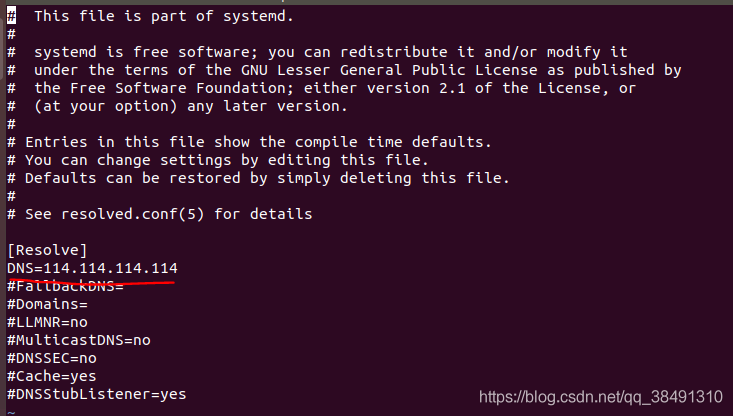 #  This file is part of systemd.
#
#  systemd is free software; you can redistribute it and/or modify it
#  under the terms of the GNU Lesser General Public License as published by
#  the Free Software Foundation; either version 2.1 of the License, or
#  (at your option) any later version.
#
# Entries in this file show the compile time defaults.
# You can change settings by editing this file.
# Defaults can be restored by simply deleting this file.
#
# See resolved.conf(5) for details

[Resolve]
DNS=114.114.114.114
#FallbackDNS=
#Domains=
#LLMNR=no
#MulticastDNS=no
#DNSSEC=no
#Cache=yes
#DNSStubListener=yes
~
https://blog.csdn.net/qq_38491310